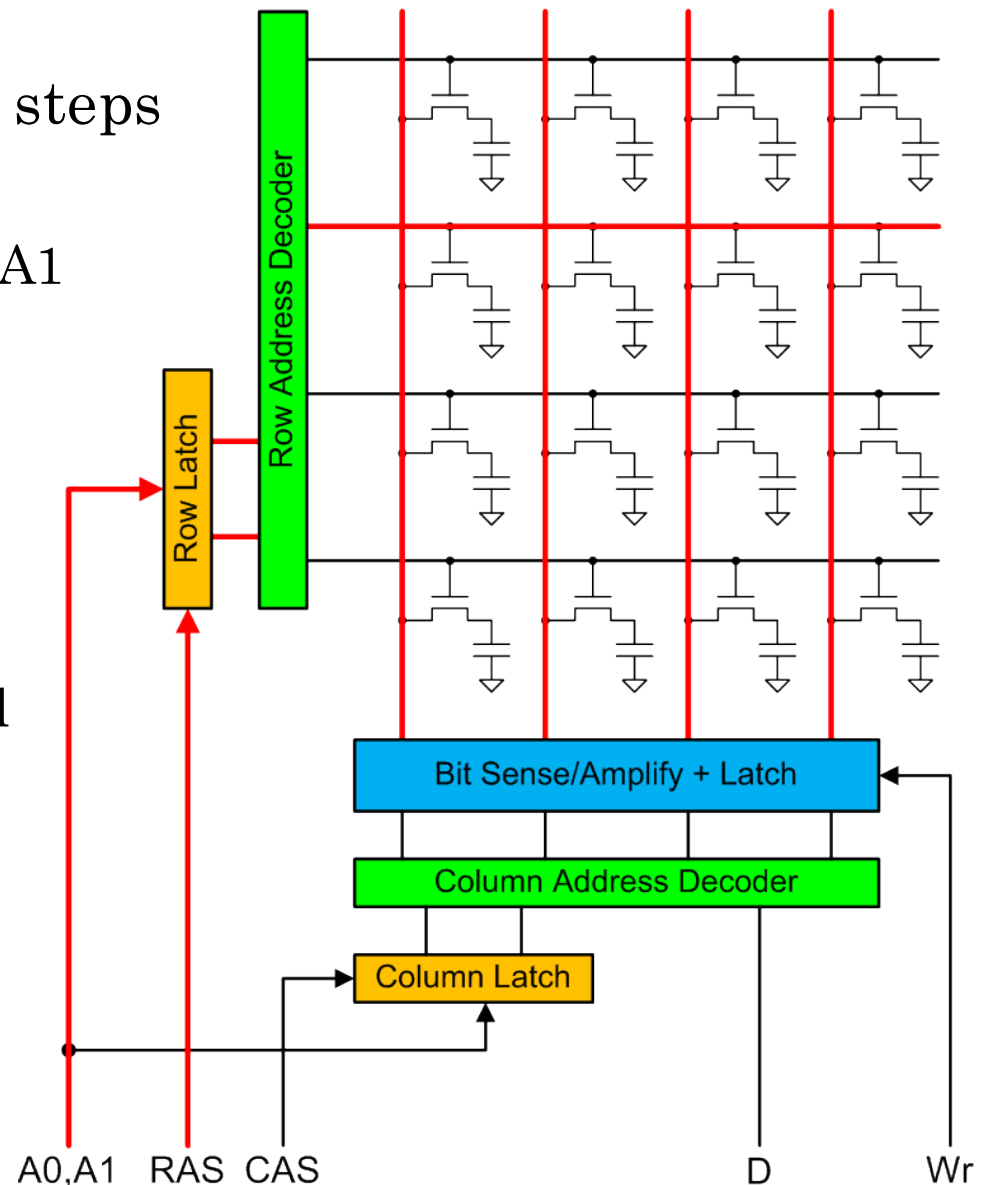 steps
A1
Row Address Decoder
Row Latch
Bit Sense/Amplify + Latch
Column Address Decoder
Column Latch
A0,A1 RAS CAS D Wr